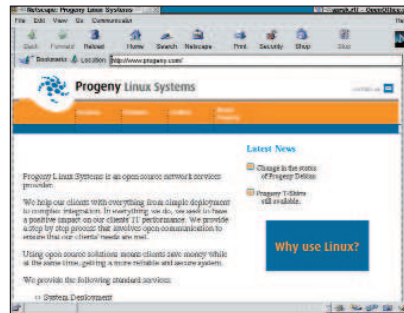 Netscape: Progeny Linux Systems
File Edit View Go Communicator
Back Forward Reload Home Search Netscape Print Security Shop Stop
Bookmarks Location: http://www.progeny.com/
Progeny Linux Systems
Latest News
Change in the status
of Progeny Debian
Progeny T-Shirts
still available.
Progeny Linux Systems is an open source network services
provider.
We help our clients with everything from simple deployment
to complex integration. In everything we do, we seek to have
a positive impact on our clients' IT performance. We provide
a step by step process that involves open communication to
ensure that our clients' needs are met.
Using open source solutions means clients save money while
at the same time, getting a more reliable and secure system.
We provide the following standard services:
System Deployment
Why use Linux?